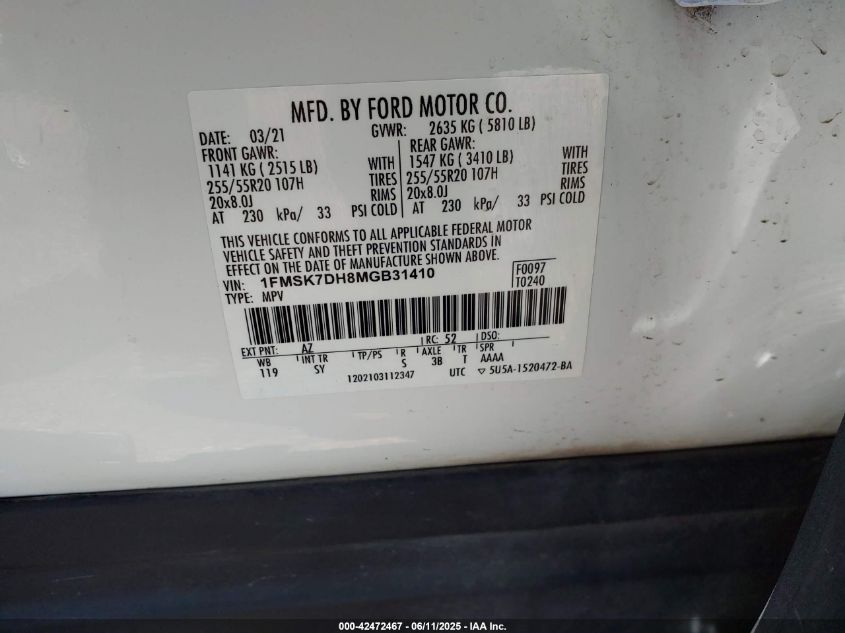 MFD. BY FORD MOTOR CO.
DATE: 03/21 GVWR: 2635 KG ( 5810 LB)
FRONT GAWR: REAR GAWR:
1141 KG ( 2515 LB) WITH 1547 KG ( 3410 LB) WITH
255/55R20 107H TIRES 255/55R20 107H TIRES
20x8.0J RIMS 20x8.0J RIMS
AT 230 kPa/ 33 PSI COLD AT 230 kPa/ 33 PSI COLD
THIS VEHICLE CONFORMS TO ALL APPLICABLE FEDERAL MOTOR
VEHICLE SAFETY AND THEFT PREVENTION STANDARDS IN
EFFECT ON THE DATE OF MANUFACTURE SHOWN ABOVE.
VIN: 1FMSK7DH8MGB31410 F0097
TYPE: MPV T0240
EXT PNT: AZ RC: 52 DSO:
WB INT TR TP/PS R AXLE TR SPR
119 SY S 3B T AAAA
1202103112347 UTC ▽ 5U5A-1520472-BA
000-42472467 - 06/11/2025 - IAA Inc.